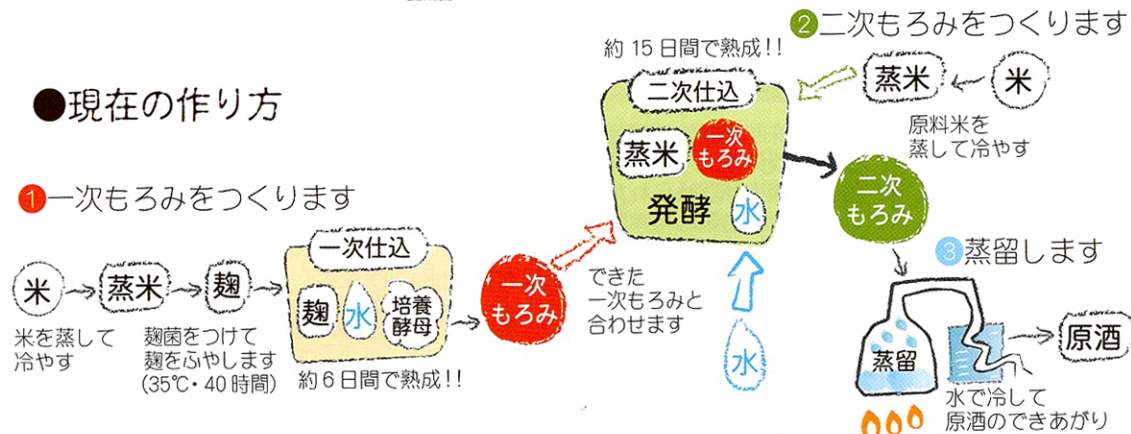 ●現在の作り方
❶一次もろみをつくります
米
米を蒸して
冷やす
蒸米
麹
麹菌をつけて
麹をふやします
(35℃・40時間)
一次仕込
麹
水
培養
酵母
約6日間で熟成!!
一次
もろみ
できた
一次もろみと
合わせます
❷二次もろみをつくります
米
蒸米
原料米を
蒸して冷やす
約15日間で熟成!!
二次仕込
蒸米
一次
もろみ
発酵
水
水
二次
もろみ
❸蒸留します
蒸留
水で冷して
原酒のできあがり
原酒